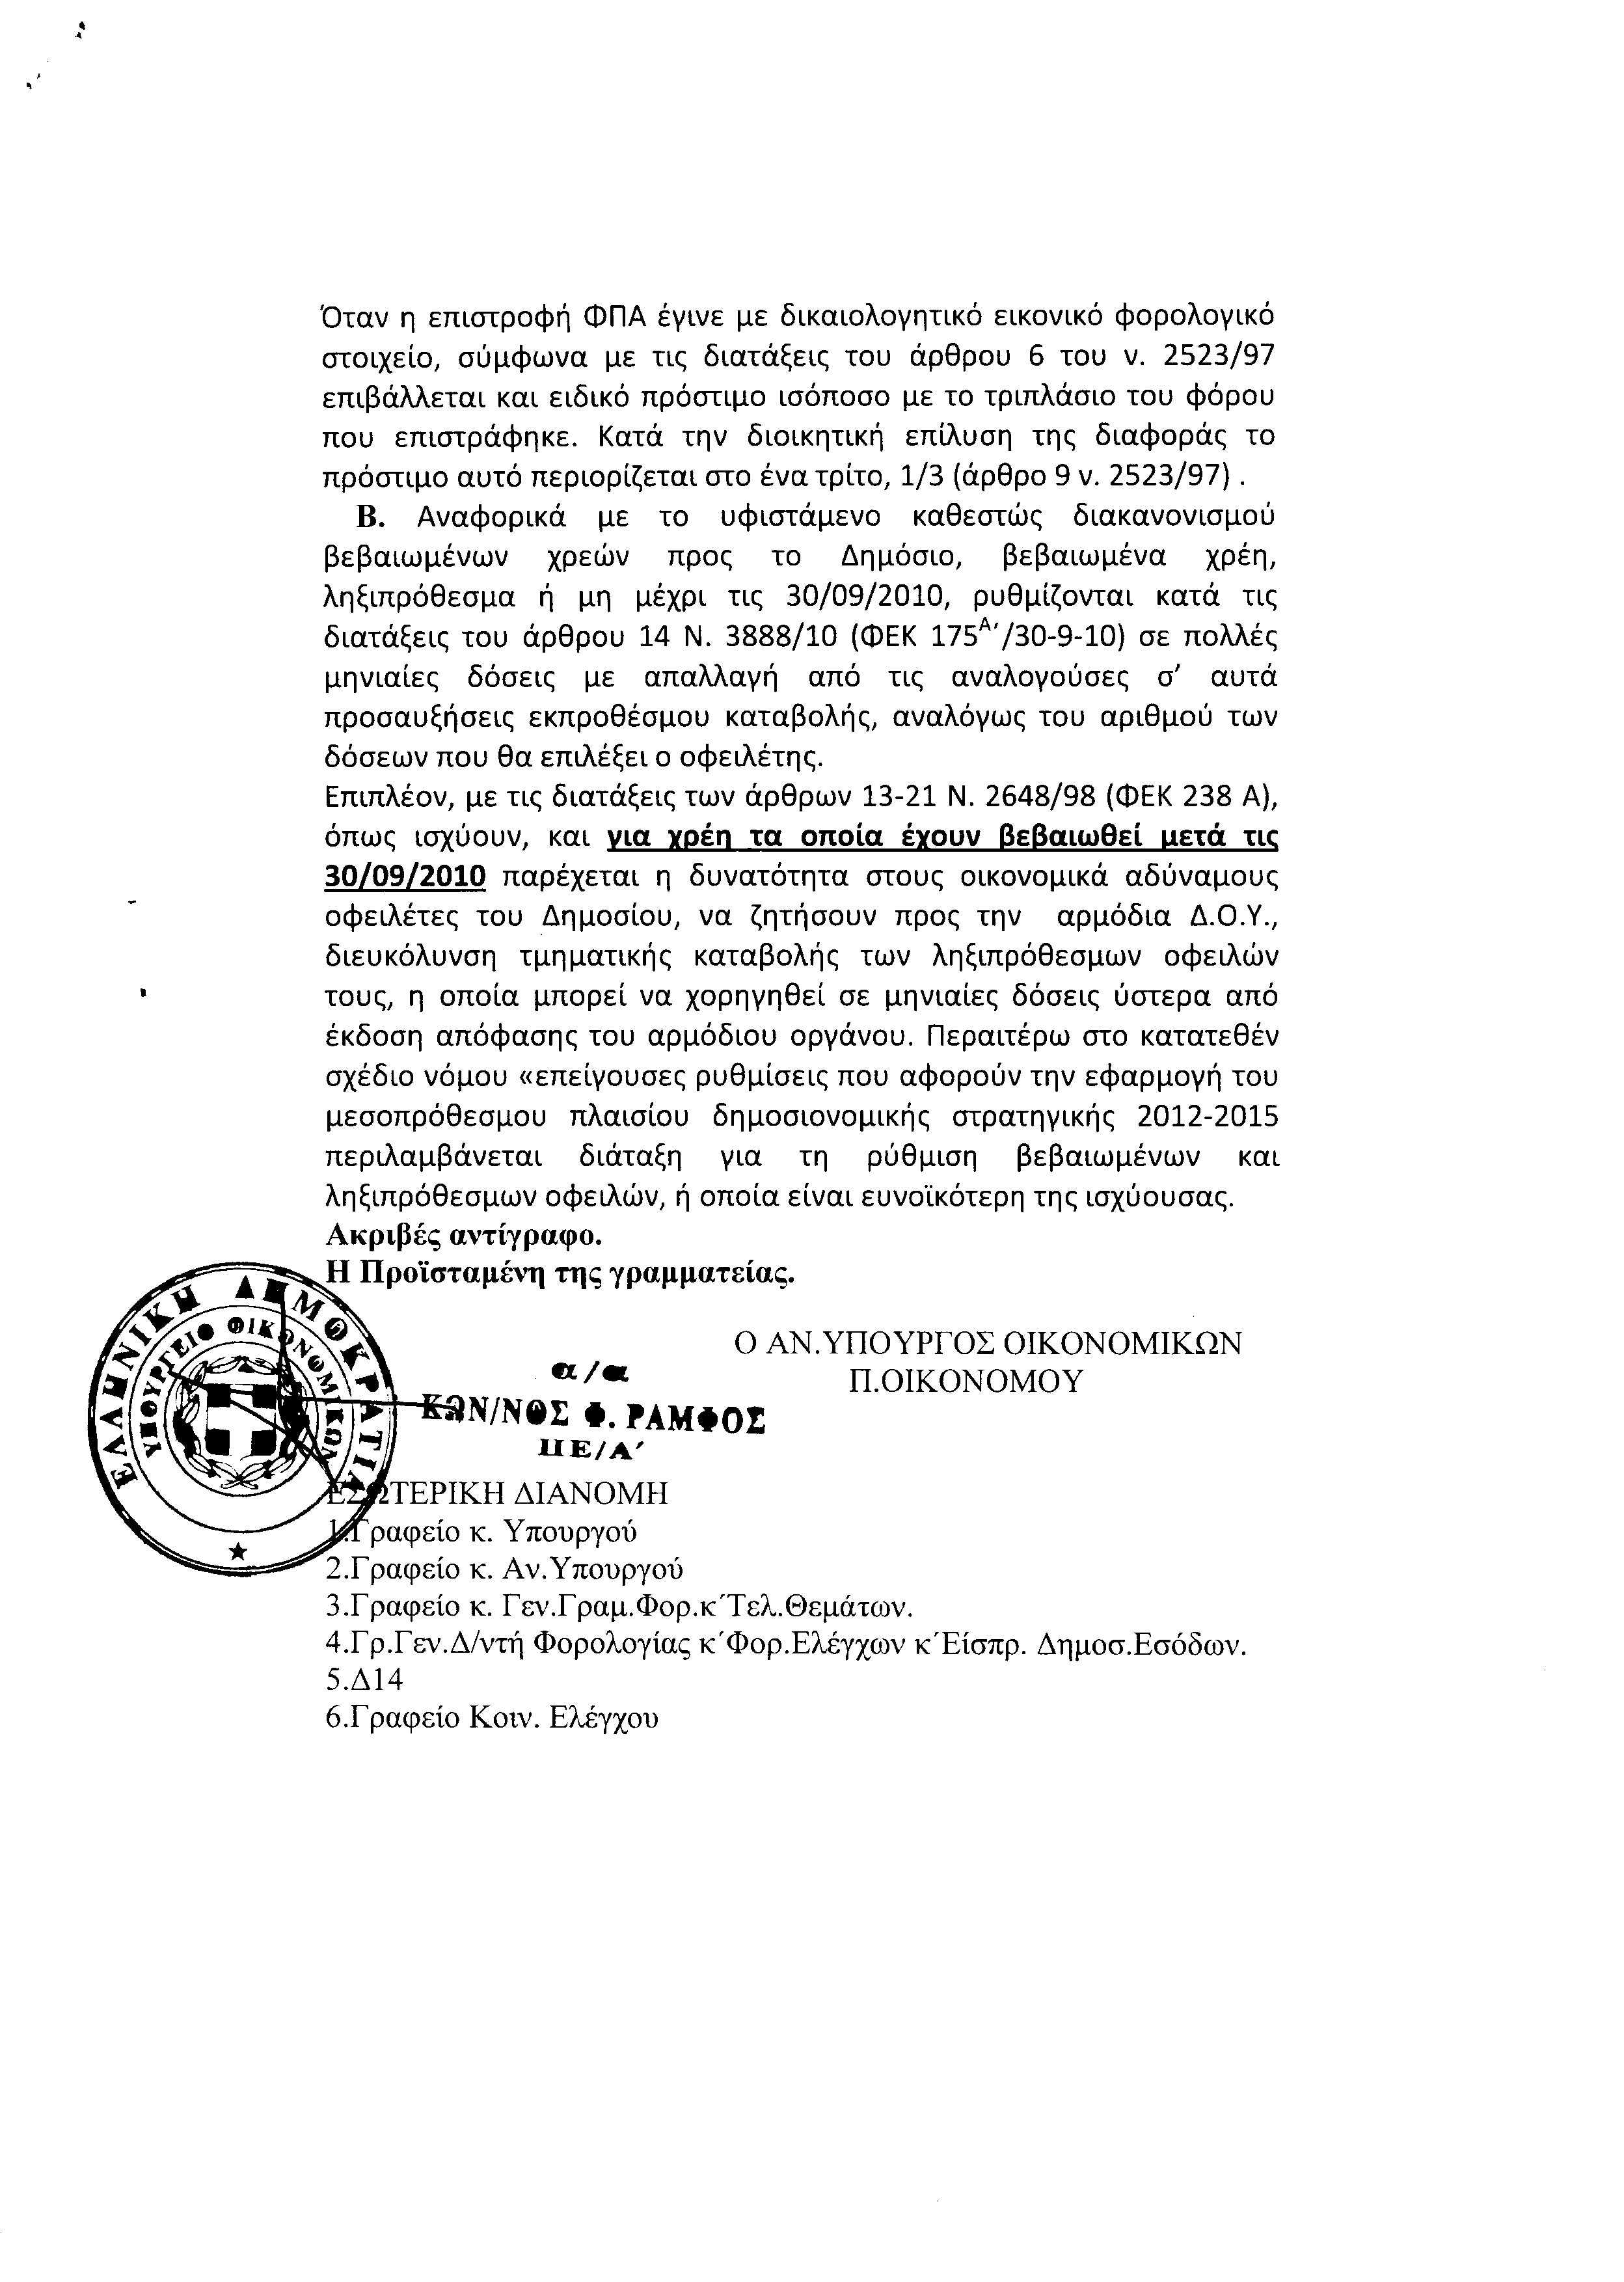 Όταν η επιστροφή ΦΠΑ έγινε με δικαιολογητικό εικονικό φορολογικό
στοιχείο, σύμφωνα με τις διατάξεις του άρθρου 6 του ν. 2523/97
επιβάλλεται και ειδικό πρόστιμο ισόποσο με το τριπλάσιο του φόρου
που επιστράφηκε. Κατά την διοικητική επίλυση της διαφοράς το
πρόστιμο αυτό περιορίζεται στο ένα τρίτο, 1/3 (άρθρο 9 ν. 2523/97) .
Β. Αναφορικά με το υφιστάμενο καθεστώς διακανονισμού
βεβαιωμένων χρεών προς το Δημόσιο, βεβαιωμένα χρέη,
ληξιπρόθεσμα ή μη μέχρι τις 30/09/2010, ρυθμίζονται κατά τις
διατάξεις του άρθρου 14 Ν. 3888/10 (ΦΕΚ 175Α'/30-9-10) σε πολλές
μηνιαίες δόσεις με απαλλαγή από τις αναλογούσες σ' αυτά
προσαυξήσεις εκπροθέσμου καταβολής, αναλόγως του αριθμού των
δόσεων που θα επιλέξει ο οφειλέτης.
Επιπλέον, με τις διατάξεις των άρθρων 13-21 Ν. 2648/98 (ΦΕΚ 238 Α),
όπως ισχύουν, και για χρέη τα οποία έχουν βεβαιωθεί μετά τις
30/09/2010 παρέχεται η δυνατότητα στους οικονομικά αδύναμους
οφειλέτες του Δημοσίου, να ζητήσουν προς την αρμόδια Δ.Ο.Υ.,
διευκόλυνση τμηματικής καταβολής των ληξιπρόθεσμων οφειλών
τους, η οποία μπορεί να χορηγηθεί σε μηνιαίες δόσεις ύστερα από
έκδοση απόφασης του αρμόδιου οργάνου. Περαιτέρω στο κατατεθέν
σχέδιο νόμου «επείγουσες ρυθμίσεις που αφορούν την εφαρμογή του
μεσοπρόθεσμου πλαισίου δημοσιονομικής στρατηγικής 2012-2015
περιλαμβάνεται διάταξη για τη ρύθμιση βεβαιωμένων και
ληξιπρόθεσμων οφειλών, ή οποία είναι ευνοϊκότερη της ισχύουσας.
Ακριβές αντίγραφο.
Η Προϊσταμένη της γραμματείας.
ΕΛΛΗΝΙΚΗ ΔΗΜΟΚΡΑΤΙΑ
ΥΠΟΥΡΓΕΙΟ ΟΙΚΟΝΟΜΙΚΩΝ
Ο ΑΝ.ΥΠΟΥΡΓΟΣ ΟΙΚΟΝΟΜΙΚΩΝ
Π.ΟΙΚΟΝΟΜΟΥ
α/α
ΚΩΝ/ΝΟΣ Φ. ΡΑΜΦΟΣ
ΠΕ/Α'
ΕΣΩΤΕΡΙΚΗ ΔΙΑΝΟΜΗ
1.Γραφείο κ. Υπουργού
2.Γραφείο κ. Αν.Υπουργού
3.Γραφείο κ. Γεν.Γραμ.Φορ.κ΄Τελ.Θεμάτων.
4.Γρ.Γεν.Δ/ντή Φορολογίας κ΄Φορ.Ελέγχων κ΄Είσπρ. Δημοσ.Εσόδων.
5.Δ14
6.Γραφείο Κοιν. Ελέγχου